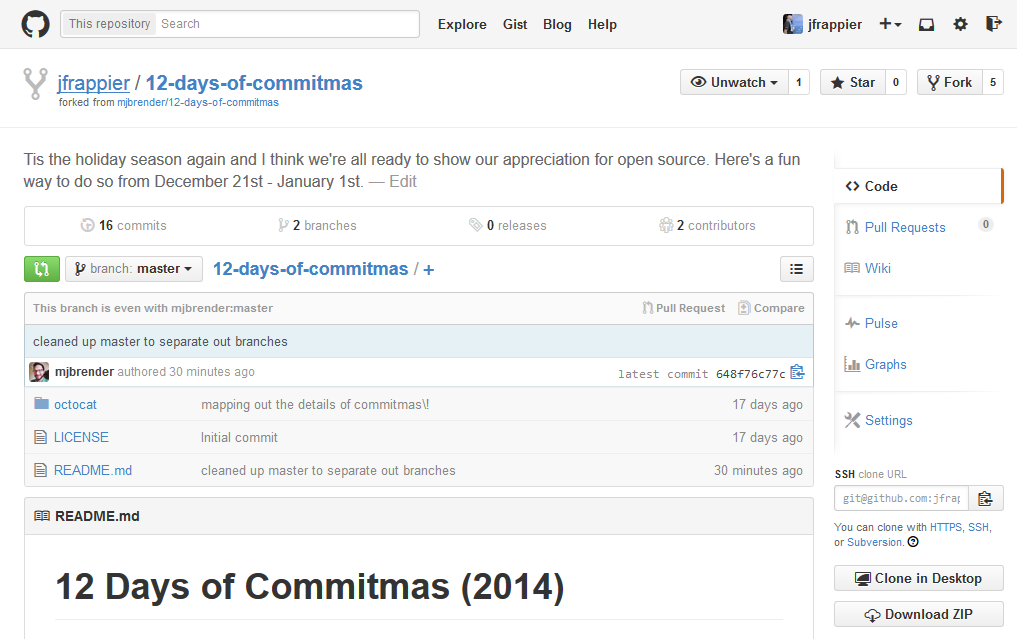 This repository Search Explore Gist Blog Help jfrappier
jfrappier / 12-days-of-commitmas Unwatch 1 Star 0 Fork 5
forked from mjbrender/12-days-of-commitmas
Tis the holiday season again and I think we're all ready to show our appreciation for open source. Here's a fun
way to do so from December 21st - January 1st. — Edit
16 commits 2 branches 0 releases 2 contributors
branch: master 12-days-of-commitmas / +
This branch is even with mjbrender:master Pull Request Compare
cleaned up master to separate out branches
mjbrender authored 30 minutes ago latest commit 648f76c77c
octocat mapping out the details of commitmas\! 17 days ago
LICENSE Initial commit 17 days ago
README.md cleaned up master to separate out branches 30 minutes ago
README.md
12 Days of Commitmas (2014)
Code
Pull Requests 0
Wiki
Pulse
Graphs
Settings
SSH clone URL
git@github.com:jfrap
You can clone with HTTPS, SSH,
or Subversion.
Clone in Desktop
Download ZIP